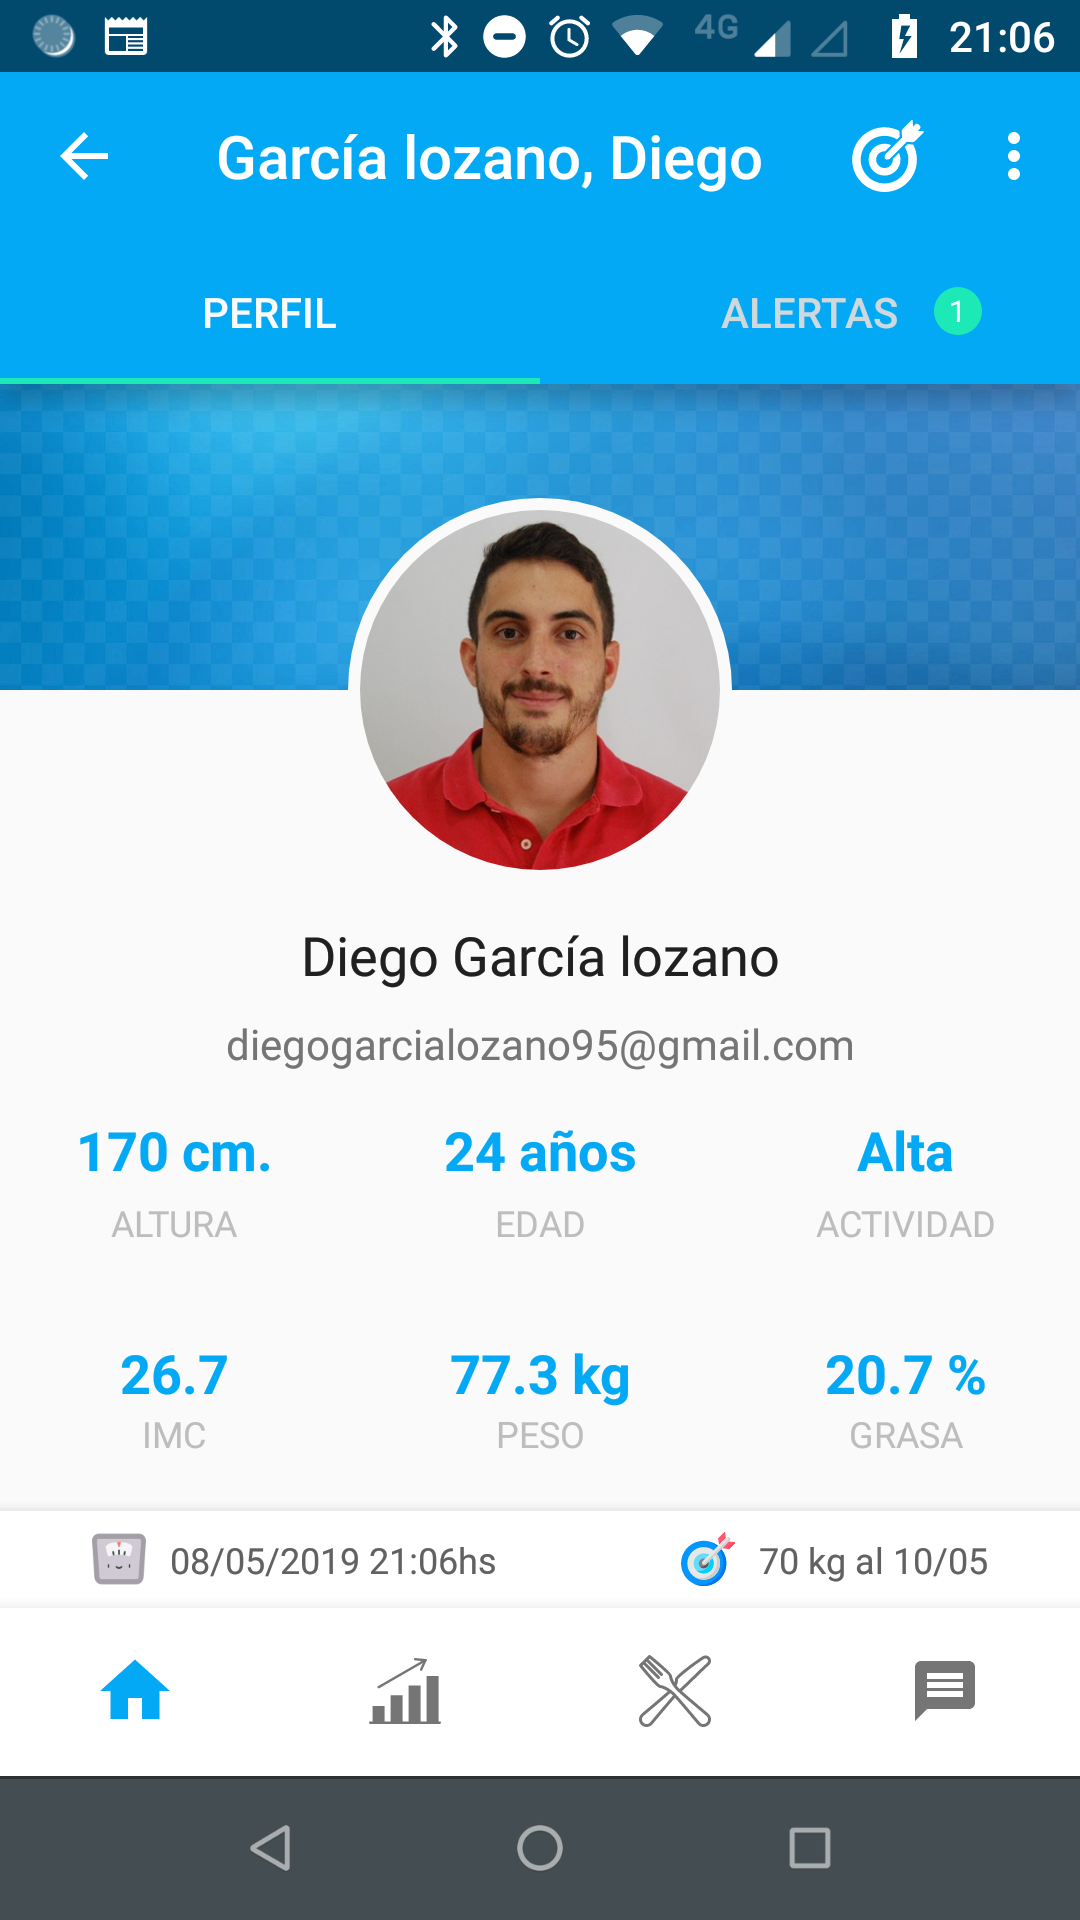 4G 21:06
García lozano, Diego
PERFIL ALERTAS 1
Diego García lozano
diegogarcialozano95@gmail.com
170 cm. 24 años Alta
ALTURA EDAD ACTIVIDAD
26.7 77.3 kg 20.7 %
IMC PESO GRASA
08/05/2019 21:06hs 70 kg al 10/05